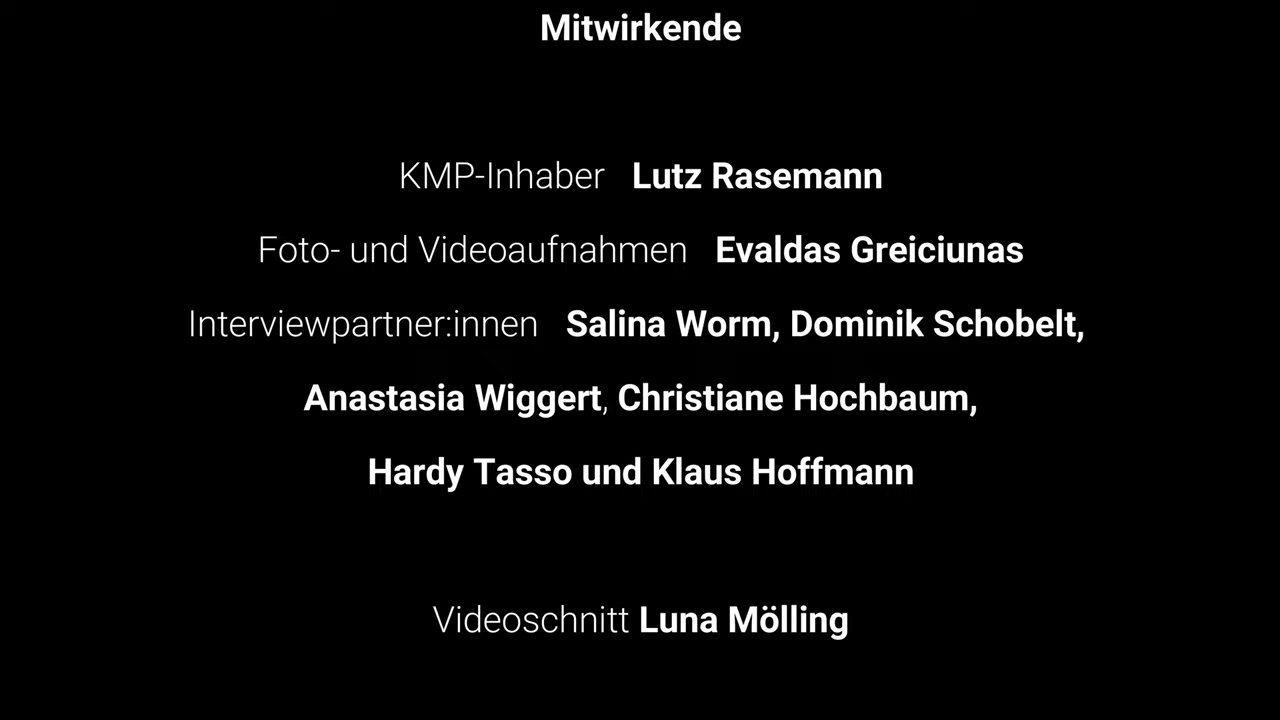 Mitwirkende
KMP-Inhaber Lutz Rasemann
Foto- und Videoaufnahmen Evaldas Greiciunas
Interviewpartner:innen Salina Worm, Dominik Schobelt,
Anastasia Wiggert, Christiane Hochbaum,
Hardy Tasso und Klaus Hoffmann
Videoschnitt Luna Mölling